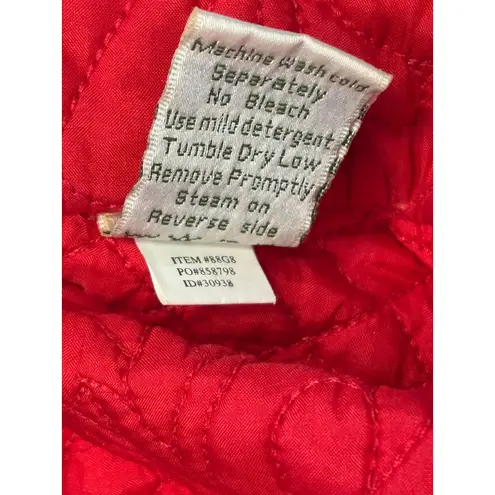 Machine Wash cold
Separately
No Bleach
Use mild detergent
Tumble Dry Low
Remove Promptly
Steam on
Reverse side
ITEM #88G8
PO#858798
ID#30938